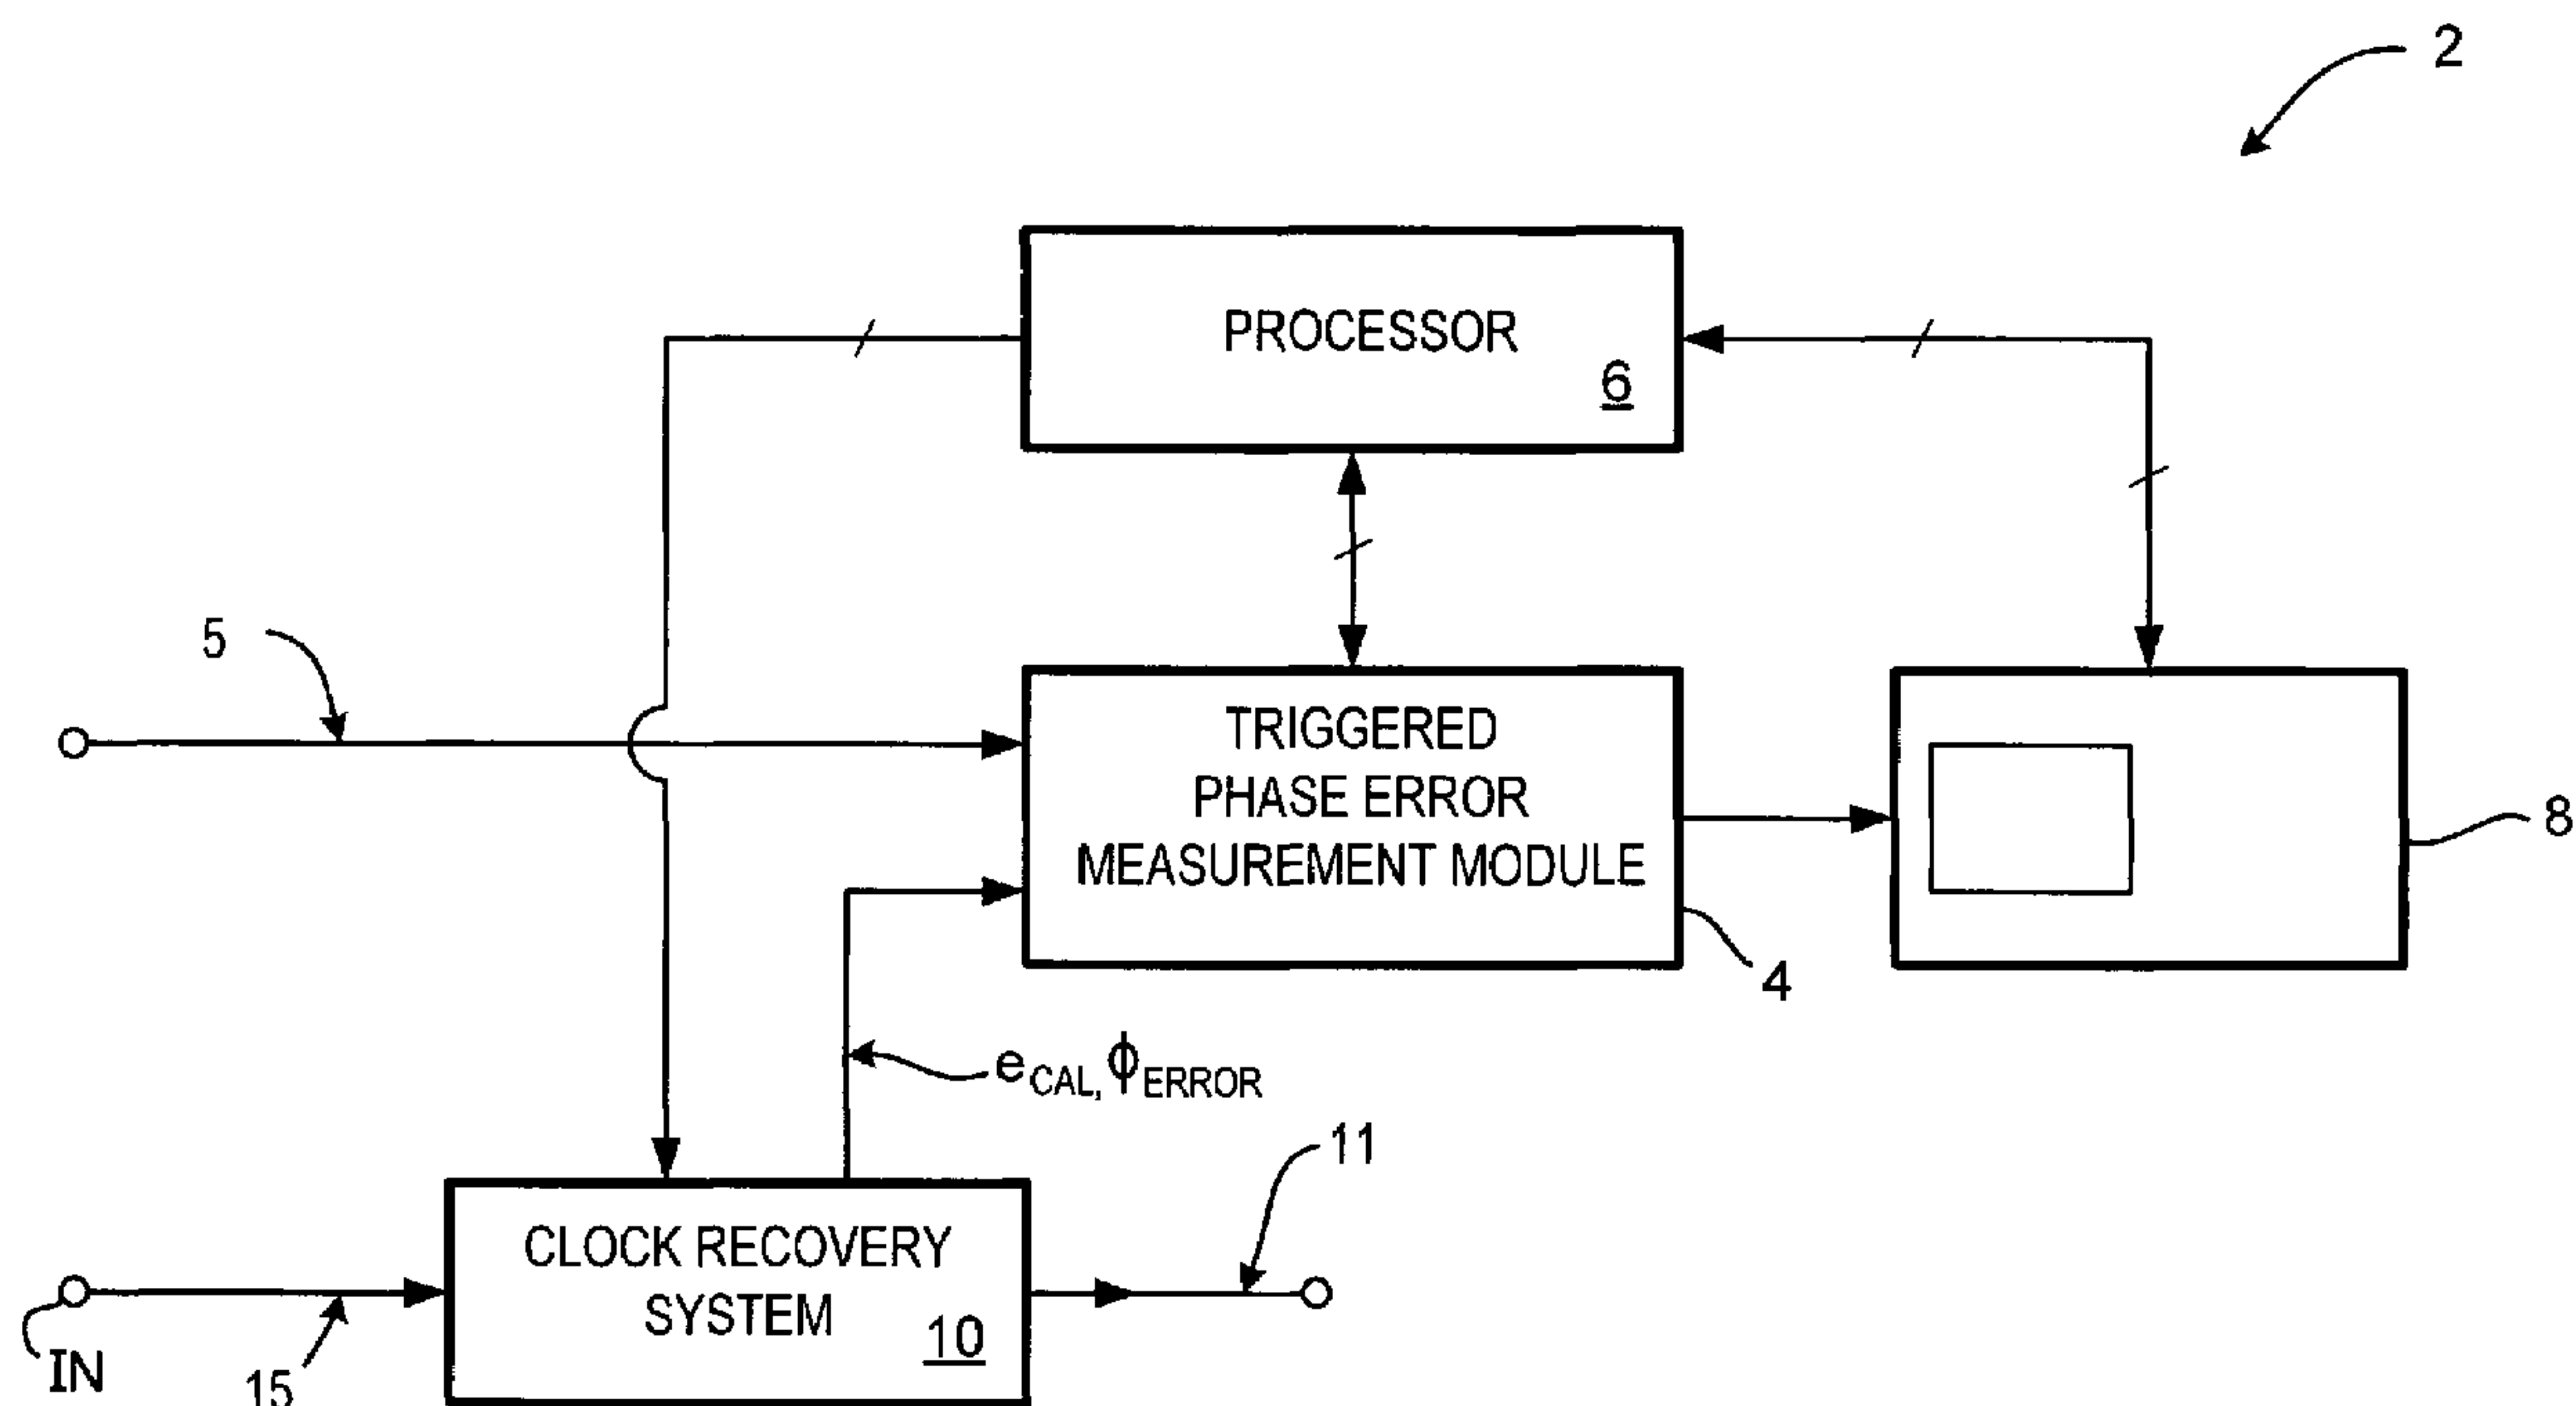 2
PROCESSOR
6
5
TRIGGERED
PHASE ERROR
MEASUREMENT MODULE
8
4
eCAL, ϕERROR
11
CLOCK RECOVERY
SYSTEM
10
IN
15